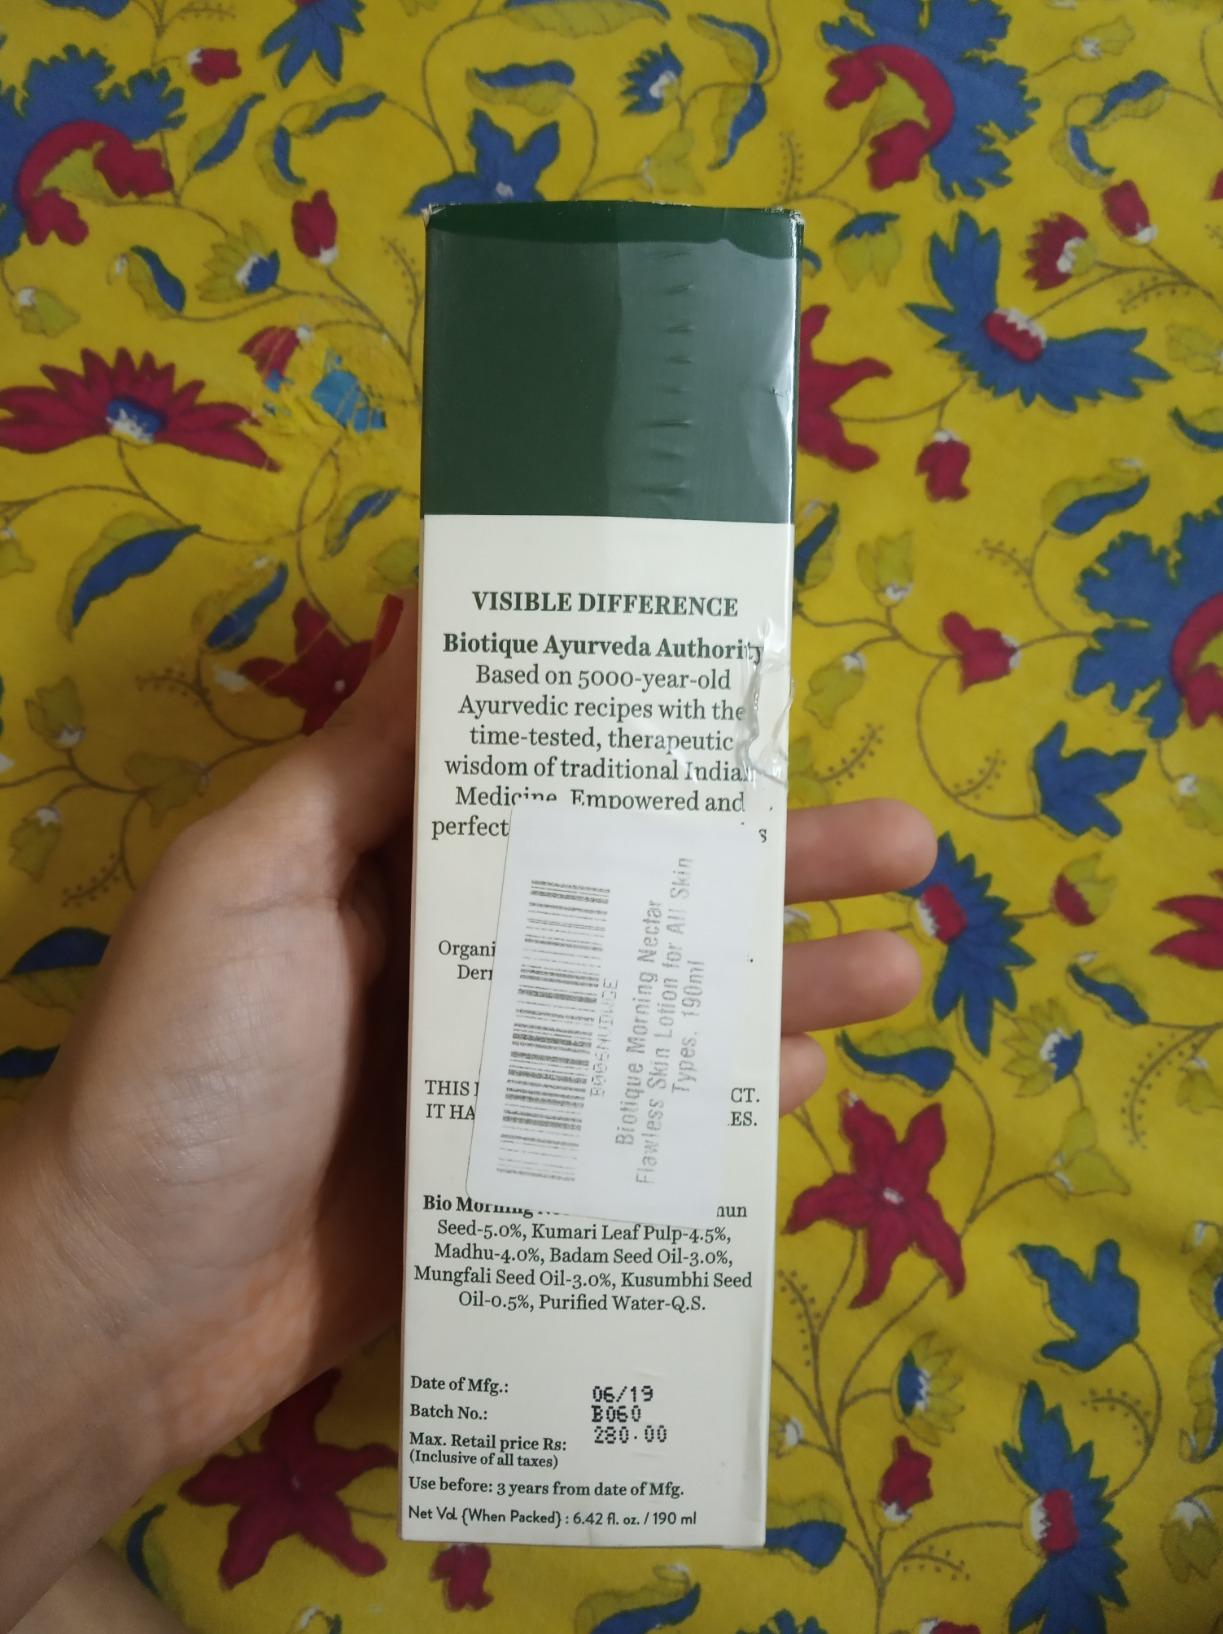 VISIBLE DIFFERENCE
Biotique Ayurveda Authority
Based on 5000-year-old
Ayurvedic recipes with the
time-tested, therapeutic
wisdom of traditional Indian
Medicine. Empowered and
perfect
s
Organi
Der
THIS
CT.
IT HA
ES.
Biotique Morning Nectar
Flawless Skin Lotion for All Skin
Types, 190ml
Bio Morning
Seed-5.0%, Kumari Leaf Pulp-4.5%,
Madhu-4.0%, Badam Seed Oil-3.0%,
Mungfali Seed Oil-3.0%, Kusumbhi Seed
Oil-0.5%, Purified Water-Q.S.
Date of Mfg.: 06/19
Batch No.: B060
Max. Retail price Rs: 280.00
(Inclusive of all taxes)
Use before: 3 years from date of Mfg.
Net Vol. {When Packed} : 6.42 fl. oz. / 190 ml